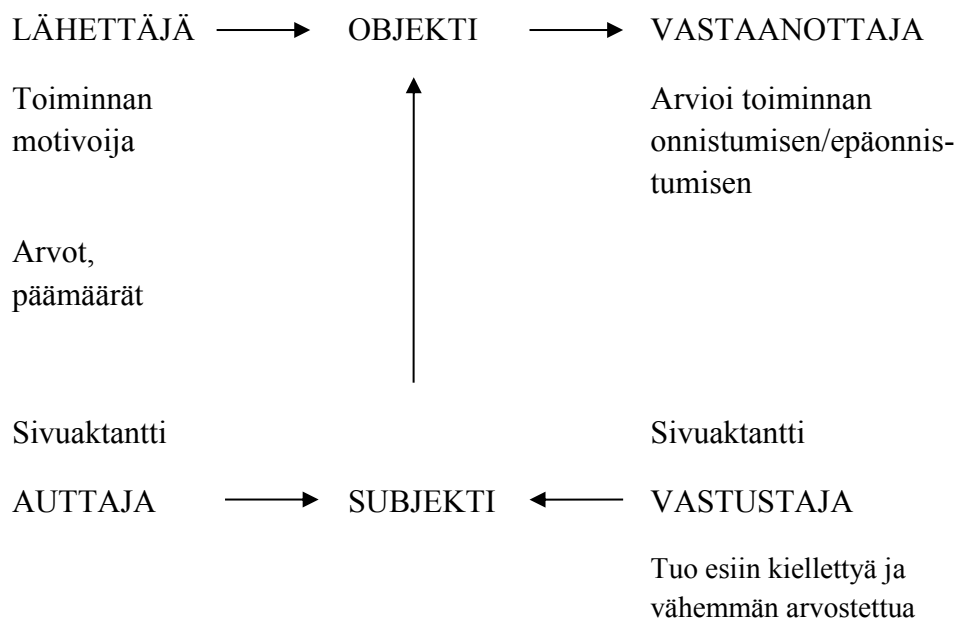 LÄHETTÄJÄ OBJEKTI VASTAANOTTAJA
Toiminnan
motivoija
Arvioi toiminnan
onnistumisen/epäonnis-
tumisen
Arvot,
päämäärät
Sivuaktantti Sivuaktantti
AUTTAJA SUBJEKTI VASTUSTAJA
Tuo esiin kiellettyä ja
vähemmän arvostettua